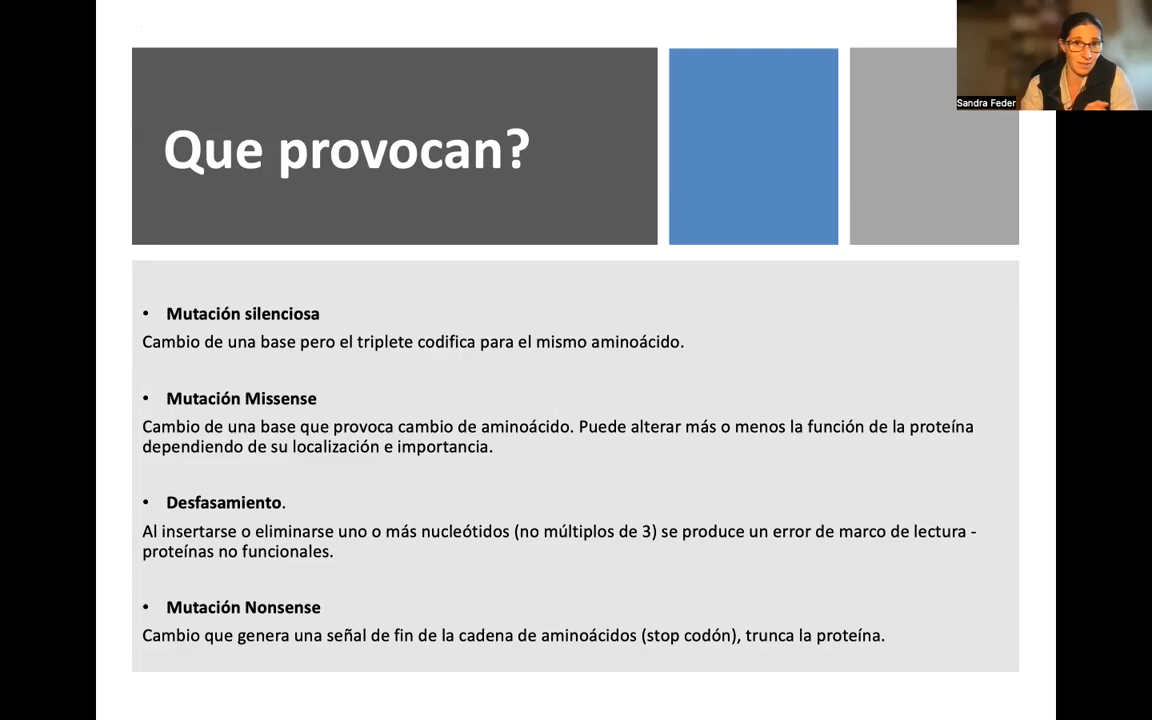 Sandra Feder
Que provocan?
• Mutación silenciosa
Cambio de una base pero el triplete codifica para el mismo aminoácido.
• Mutación Missense
Cambio de una base que provoca cambio de aminoácido. Puede alterar más o menos la función de la proteína
dependiendo de su localización e importancia.
• Desfasamiento.
Al insertarse o eliminarse uno o más nucleótidos (no múltiplos de 3) se produce un error de marco de lectura -
proteínas no funcionales.
• Mutación Nonsense
Cambio que genera una señal de fin de la cadena de aminoácidos (stop codón), trunca la proteína.